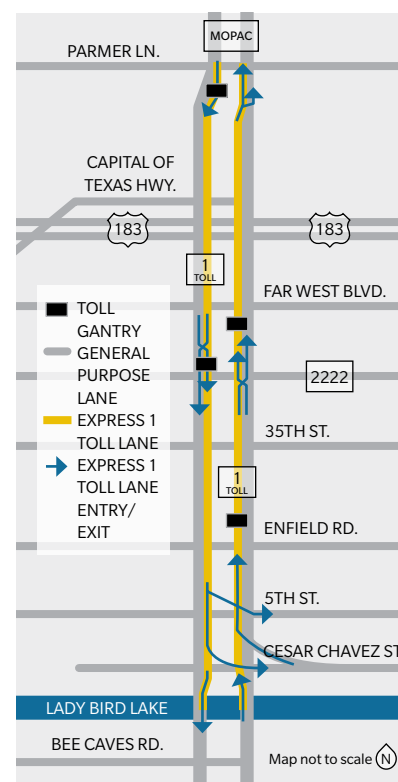 MOPAC
PARMER LN.
CAPITAL OF
TEXAS HWY.
183
183
1
TOLL
FAR WEST BLVD.
TOLL
GANTRY
GENERAL
PURPOSE
LANE
EXPRESS 1
TOLL LANE
EXPRESS 1
TOLL LANE
ENTRY/
EXIT
2222
35TH ST.
1
TOLL
ENFIELD RD.
5TH ST.
CESAR CHAVEZ ST
LADY BIRD LAKE
BEE CAVES RD.
Map not to scale N